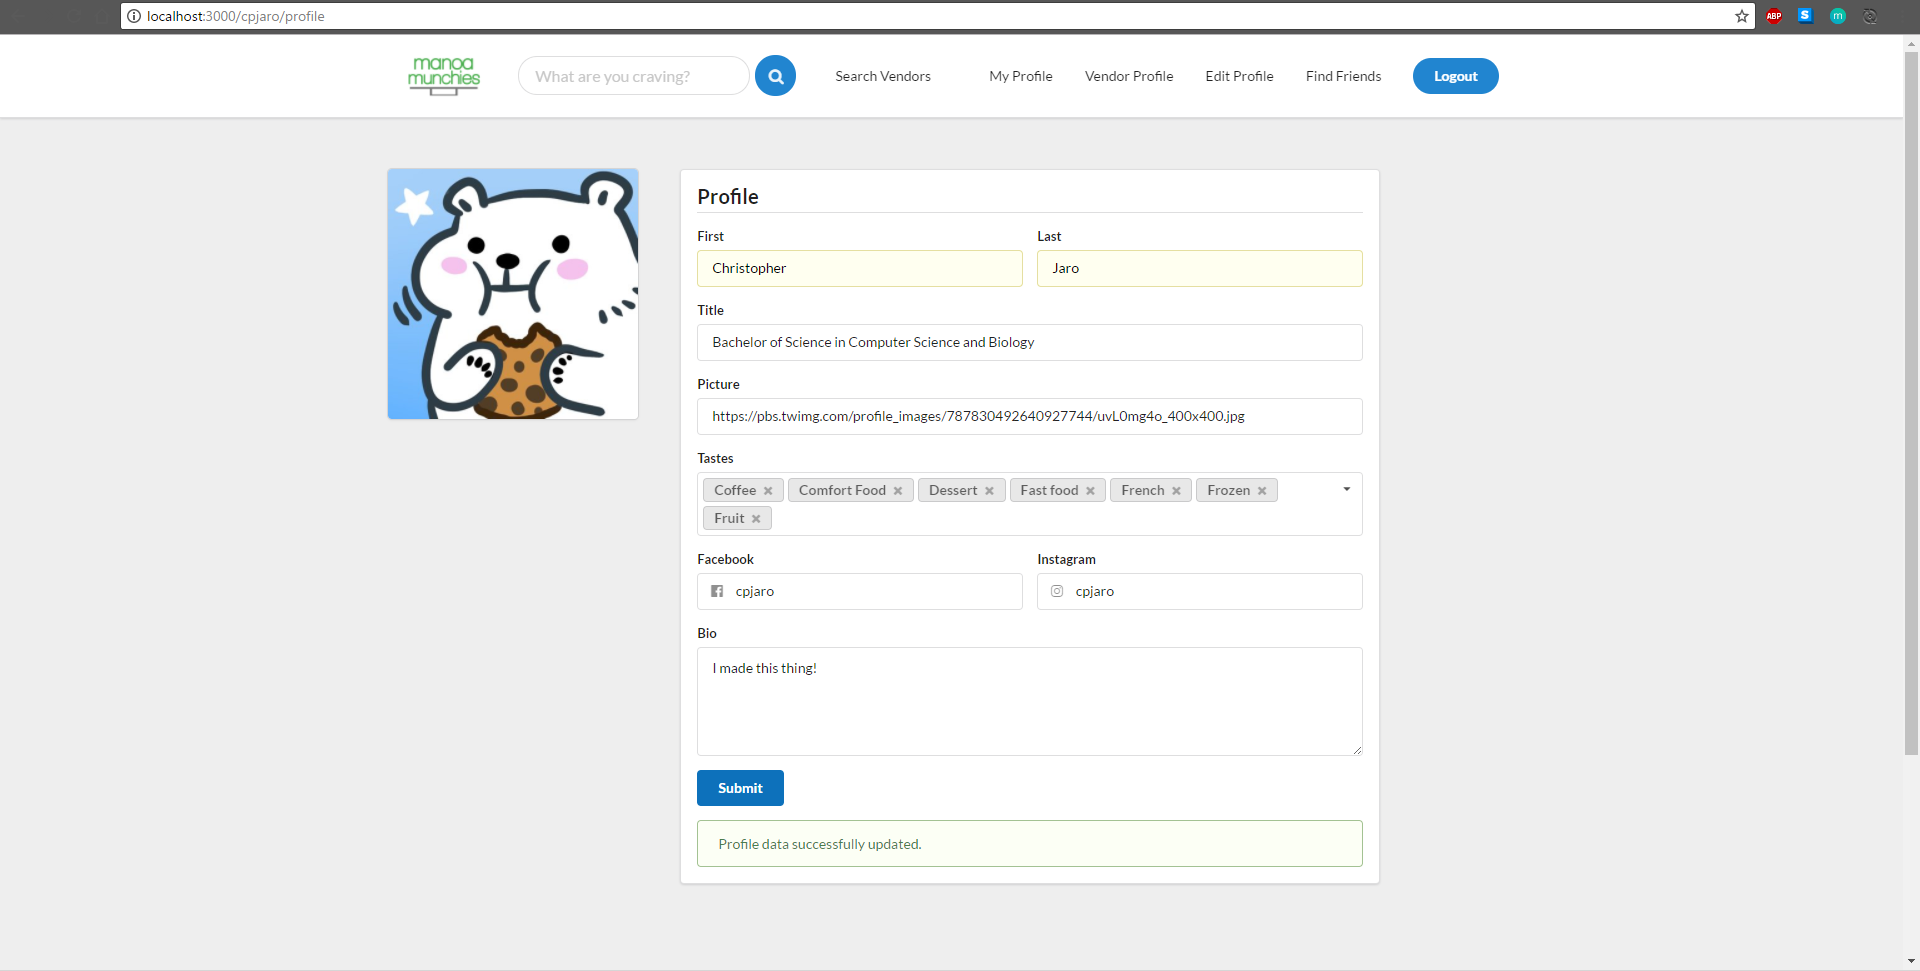 localhost:3000/cpjaro/profile
ABP
S
m
manoa
munchies
What are you craving?
Search Vendors
My Profile
Vendor Profile
Edit Profile
Find Friends
Logout
Profile
First
Last
Christopher
Jaro
Title
Bachelor of Science in Computer Science and Biology
Picture
https://pbs.twimg.com/profile_images/787830492640927744/uvL0mg4o_400x400.jpg
Tastes
Coffee
Comfort Food
Dessert
Fast food
French
Frozen
Fruit
Facebook
Instagram
cpjaro
cpjaro
Bio
I made this thing!
Submit
Profile data successfully updated.